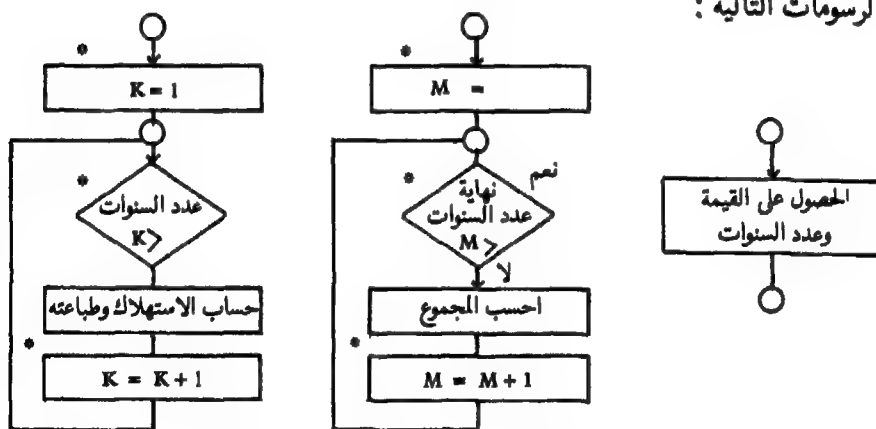 لرسومات التالية :
الحصول على القيمة
وعدد السنوات
*
M =
*
نعم
نهاية
عدد السنوات
M >
لا
احسب المجموع
*
M = M + 1
*
K = 1
*
عدد السنوات
K >
حساب الاستهلاك وطباعته
*
K = K + 1